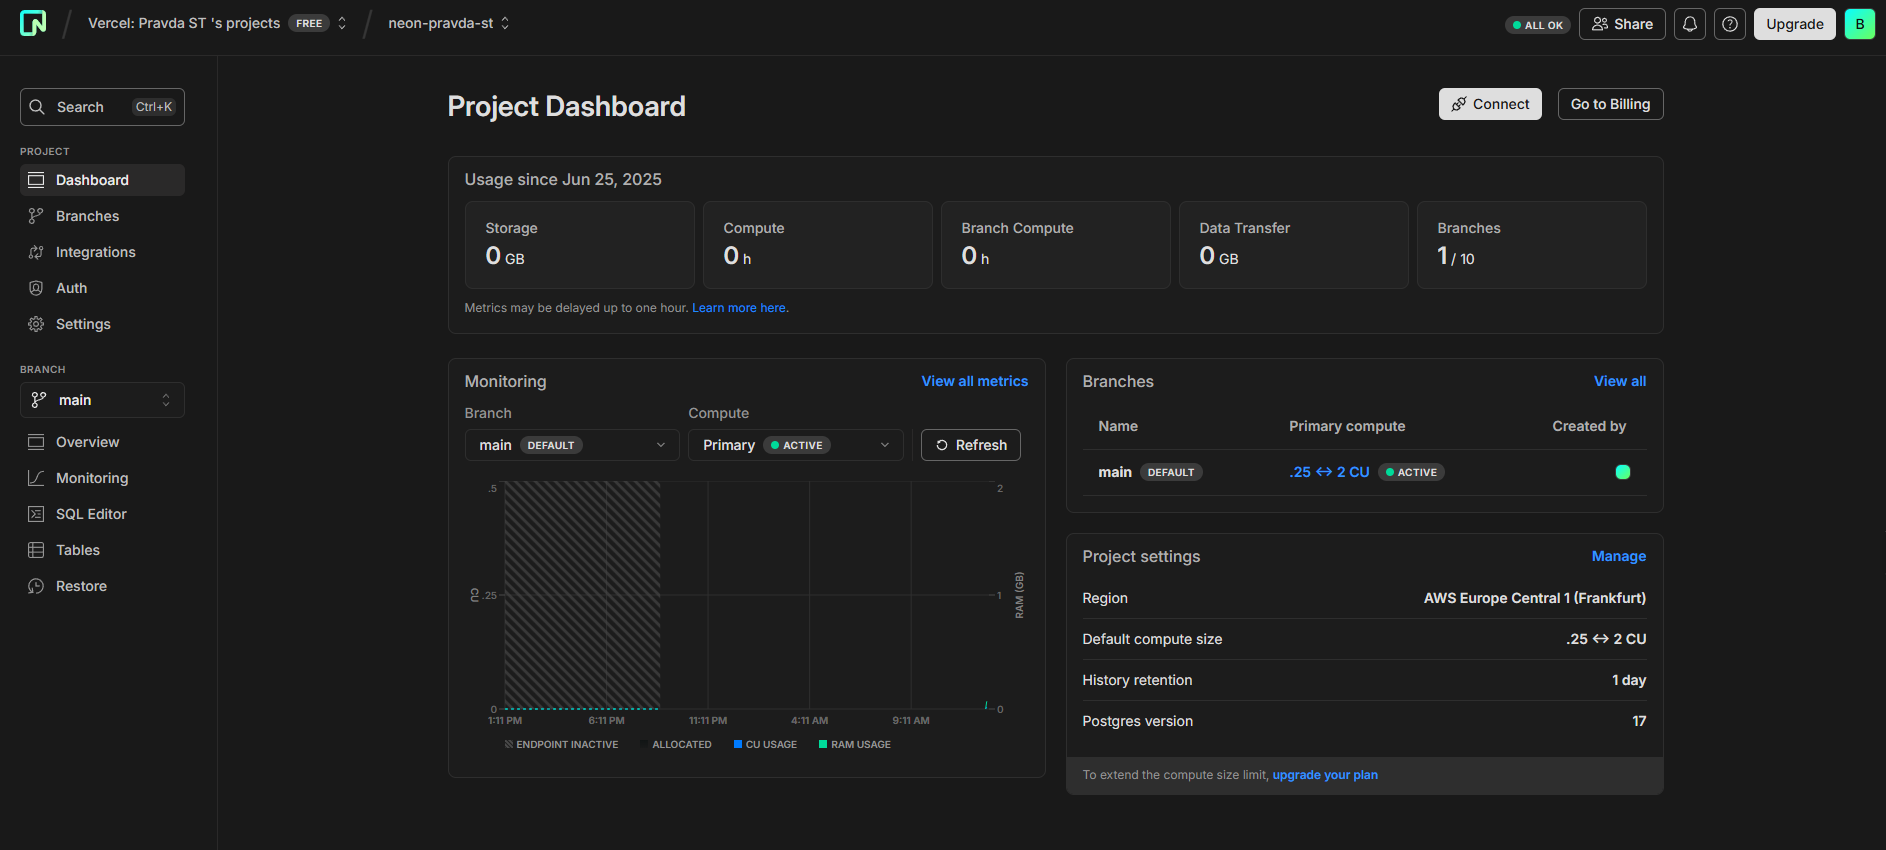 Vercel: Pravda ST 's projects FREE neon-pravda-st ALL OK Share Upgrade B
Search Ctrl+K
PROJECT
Dashboard
Branches
Integrations
Auth
Settings
BRANCH
main
Overview
Monitoring
SQL Editor
Tables
Restore
Project Dashboard Connect Go to Billing
Usage since Jun 25, 2025
Storage
0 GB
Compute
0 h
Branch Compute
0 h
Data Transfer
0 GB
Branches
1 / 10
Metrics may be delayed up to one hour. Learn more here.
Monitoring View all metrics
Branch Compute
main DEFAULT Primary ACTIVE Refresh
.5 2
CU .25 1 RAM (GB)
0 0
1:11 PM 6:11 PM 11:11 PM 4:11 AM 9:11 AM
ENDPOINT INACTIVE ALLOCATED CU USAGE RAM USAGE
Branches View all
Name Primary compute Created by
main DEFAULT .25 ↔ 2 CU ACTIVE
Project settings Manage
Region AWS Europe Central 1 (Frankfurt)
Default compute size .25 ↔ 2 CU
History retention 1 day
Postgres version 17
To extend the compute size limit, upgrade your plan